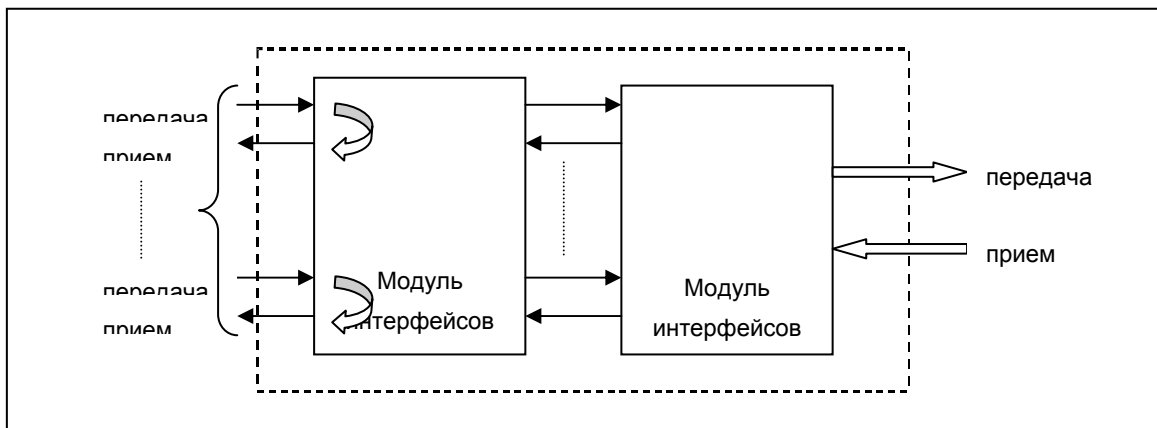 передача
прием
передача
прием
Модуль
интерфейсов
Модуль
интерфейсов
передача
прием